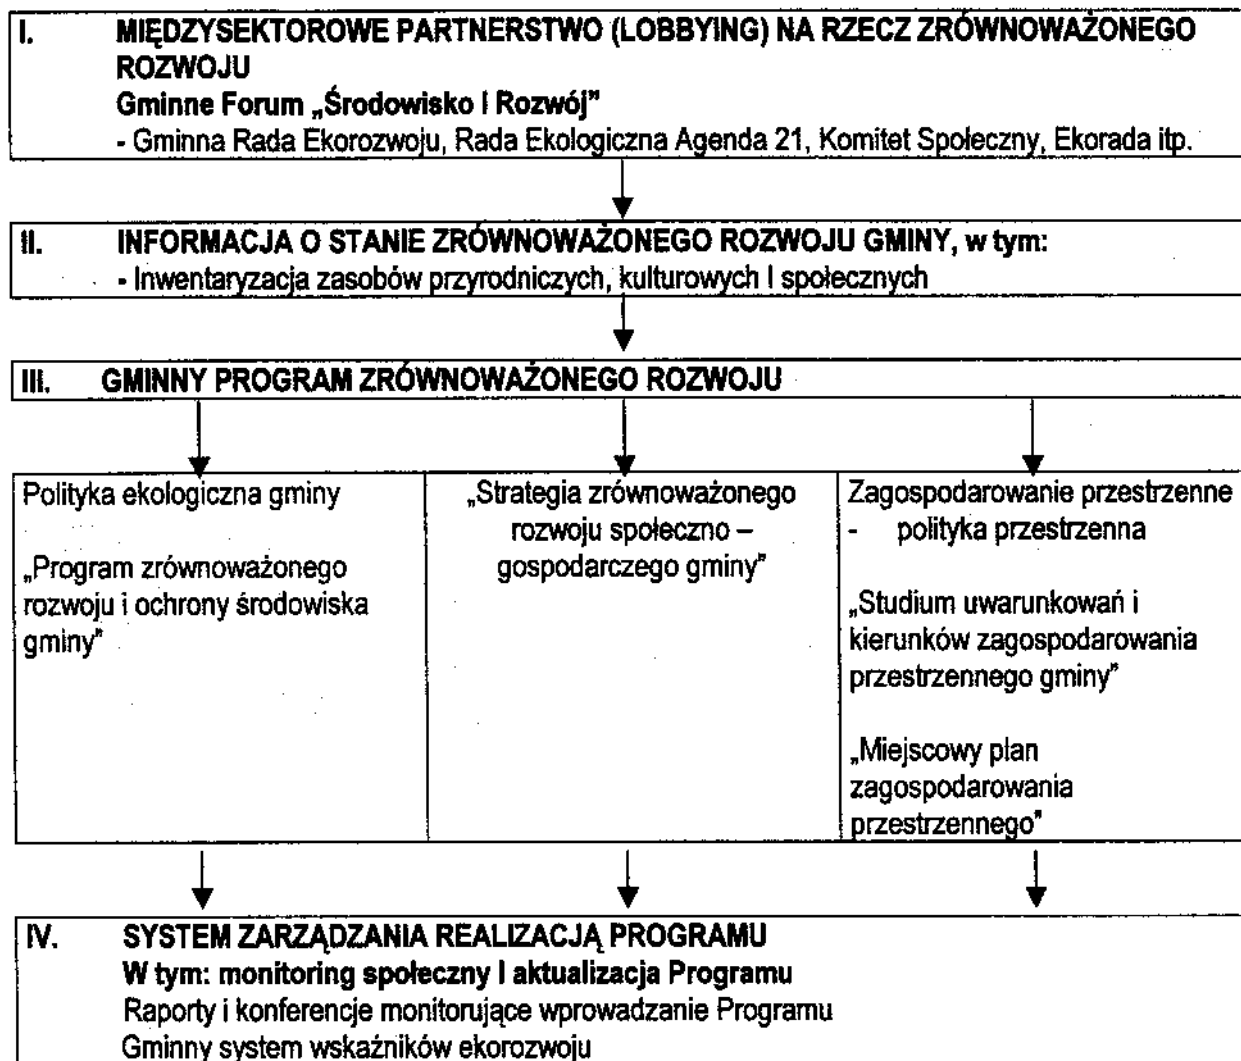 I. MIĘDZYSEKTOROWE PARTNERSTWO (LOBBYING) NA RZECZ ZRÓWNOWAŻONEGO
ROZWOJU
Gminne Forum „Środowisko I Rozwój”
- Gminna Rada Ekorozwoju, Rada Ekologiczna Agenda 21, Komitet Społeczny, Ekorada itp.
II. INFORMACJA O STANIE ZRÓWNOWAŻONEGO ROZWOJU GMINY, w tym:
- Inwentaryzacja zasobów przyrodniczych, kulturowych I społecznych
III. GMINNY PROGRAM ZRÓWNOWAŻONEGO ROZWOJU
Polityka ekologiczna gminy
„Program zrównoważonego
rozwoju i ochrony środowiska
gminy”
„Strategia zrównoważonego
rozwoju społeczno –
gospodarczego gminy”
Zagospodarowanie przestrzenne
- polityka przestrzenna
„Studium uwarunkowań i
kierunków zagospodarowania
przestrzennego gminy”
„Miejscowy plan
zagospodarowania
przestrzennego”
IV. SYSTEM ZARZĄDZANIA REALIZACJĄ PROGRAMU
W tym: monitoring społeczny I aktualizacja Programu
Raporty i konferencje monitorujące wprowadzanie Programu
Gminny system wskaźników ekorozwoju